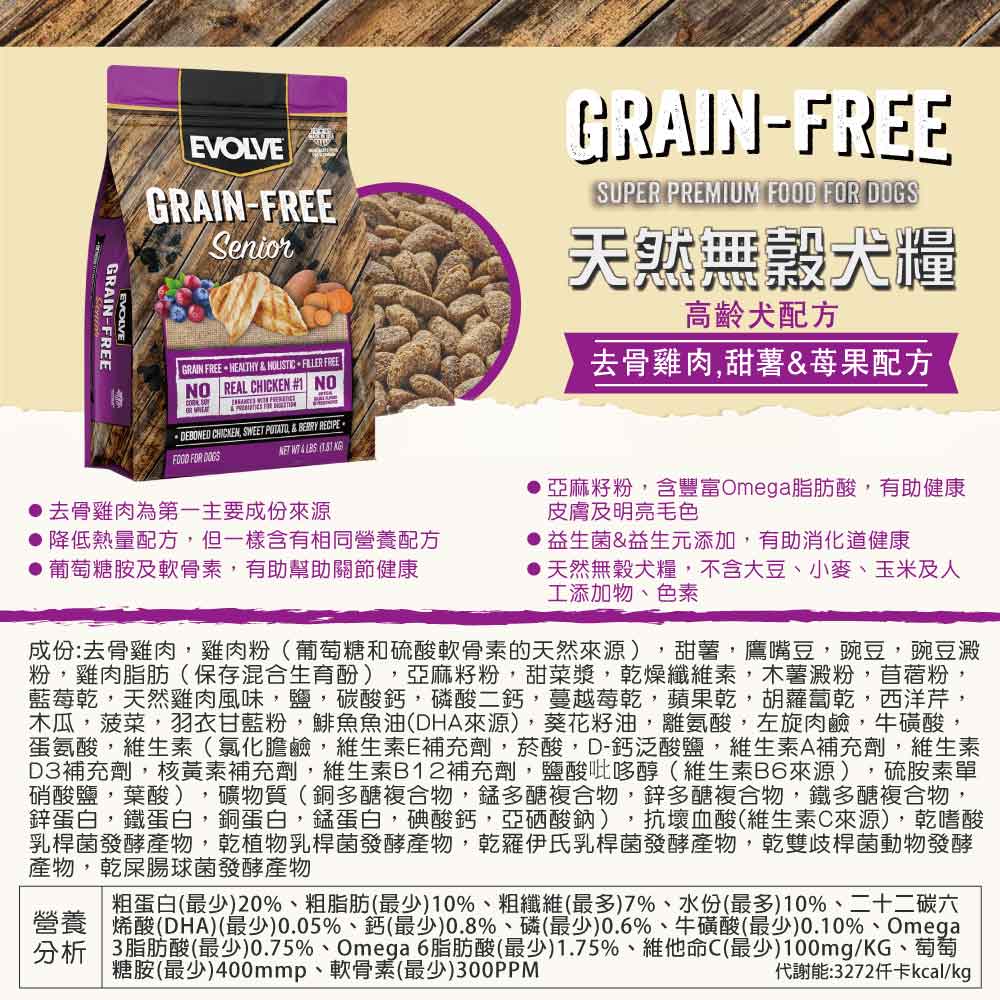 EVOLVE
GRAIN-FREE
Senior
GRAIN FREE • HEALTHY & HOLISTIC • FILLER FREE
NO
CORN, SOY
OR WHEAT
REAL CHICKEN #1
ENHANCED WITH PREBIOTICS
& PROBIOTICS FOR DIGESTION
NO
• DEBONED CHICKEN, SWEET POTATO, & BERRY RECIPE •
FOOD FOR DOGS
NET WT 4 LBS. (1.81 KG)
EVOLVE
GRAIN-FREE
Senior
GRAIN-FREE
SUPER PREMIUM FOOD FOR DOGS
天然無穀犬糧
高齡犬配方
去骨雞肉,甜薯&莓果配方
● 去骨雞肉為第一主要成份來源
● 降低熱量配方，但一樣含有相同營養配方
● 葡萄糖胺及軟骨素，有助幫助關節健康
● 亞麻籽粉，含豐富Omega脂肪酸，有助健康
皮膚及明亮毛色
● 益生菌&益生元添加，有助消化道健康
● 天然無穀犬糧，不含大豆、小麥、玉米及人
工添加物、色素
成份:去骨雞肉，雞肉粉（葡萄糖和硫酸軟骨素的天然來源），甜薯，鷹嘴豆，豌豆，豌豆澱
粉，雞肉脂肪（保存混合生育酚），亞麻籽粉，甜菜漿，乾燥纖維素，木薯澱粉，苜蓿粉，
藍莓乾，天然雞肉風味，鹽，碳酸鈣，磷酸二鈣，蔓越莓乾，蘋果乾，胡蘿蔔乾，西洋芹，
木瓜，菠菜，羽衣甘藍粉，鯡魚魚油(DHA來源)，葵花籽油，離氨酸，左旋肉鹼，牛磺酸，
蛋氨酸，維生素（氯化膽鹼，維生素E補充劑，菸酸，D-鈣泛酸鹽，維生素A補充劑，維生素
D3補充劑，核黃素補充劑，維生素B12補充劑，鹽酸吡哆醇（維生素B6來源），硫胺素單
硝酸鹽，葉酸），礦物質（銅多醣複合物，錳多醣複合物，鋅多醣複合物，鐵多醣複合物，
鋅蛋白，鐵蛋白，銅蛋白，錳蛋白，碘酸鈣，亞硒酸鈉），抗壞血酸(維生素C來源)，乾嗜酸
乳桿菌發酵產物，乾植物乳桿菌發酵產物，乾羅伊氏乳桿菌發酵產物，乾雙歧桿菌動物發酵
產物，乾屎腸球菌發酵產物
營養
分析
粗蛋白(最少)20%、粗脂肪(最少)10%、粗纖維(最多)7%、水份(最多)10%、二十二碳六
烯酸(DHA)(最少)0.05%、鈣(最少)0.8%、磷(最少)0.6%、牛磺酸(最少)0.10%、Omega
3脂肪酸(最少)0.75%、Omega 6脂肪酸(最少)1.75%、維他命C(最少)100mg/KG、葡萄
糖胺(最少)400mmp、軟骨素(最少)300PPM
代謝能:3272仟卡kcal/kg